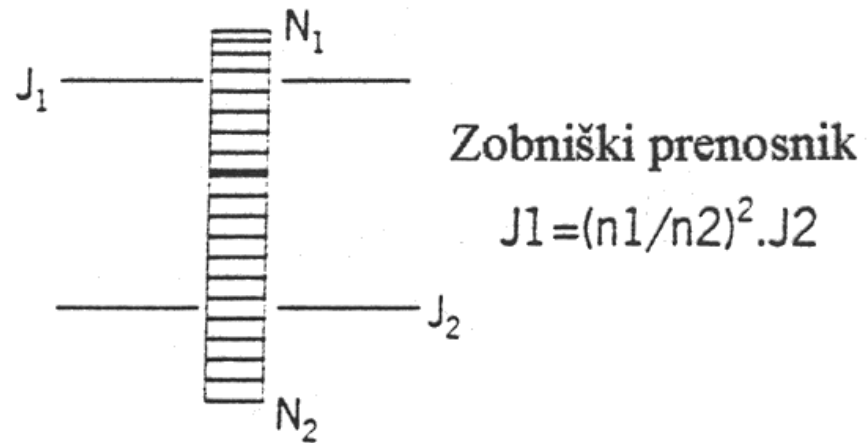 N₁
J₁
Zobniški prenosnik
J1=(n1/n2)².J2
J₂
N₂